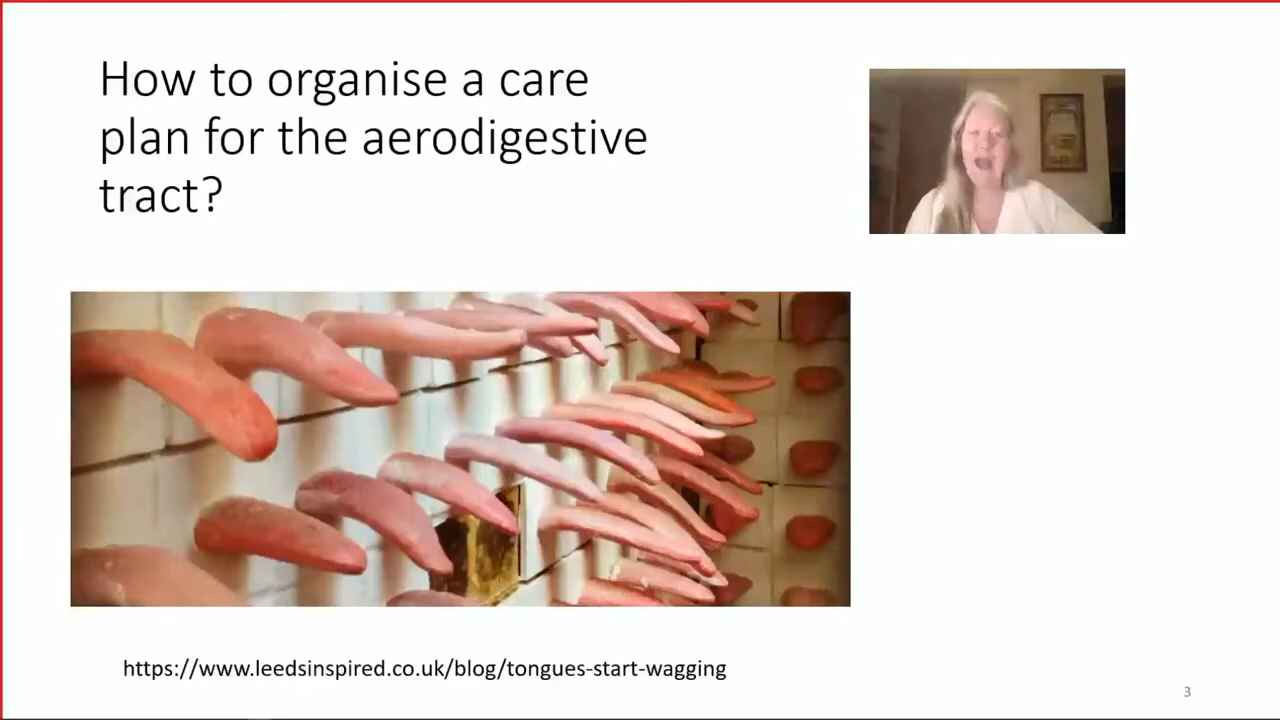 How to organise a care
plan for the aerodigestive
tract?
https://www.leedsinspired.co.uk/blog/tongues-start-wagging
3